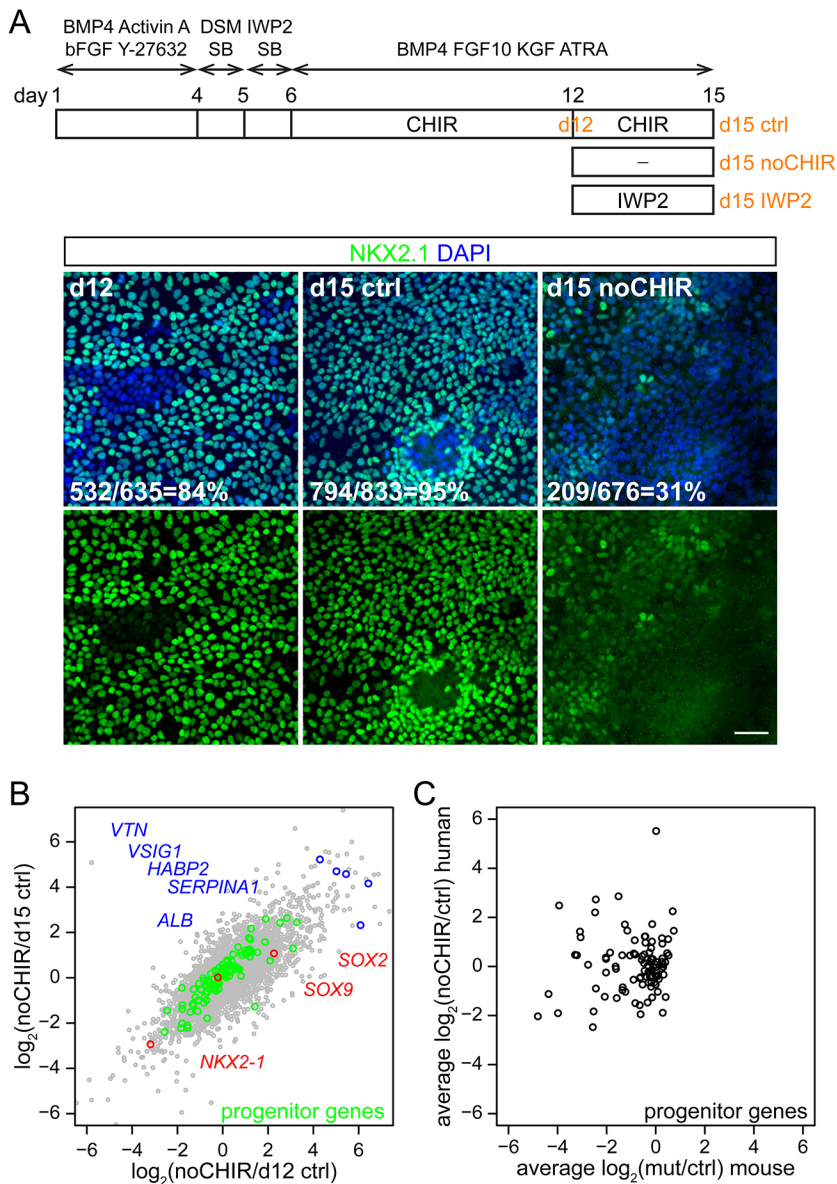 A
BMP4 Activin A DSM IWP2
bFGF Y-27632 SB SB BMP4 FGF10 KGF ATRA
day 1 4 5 6 12 15
CHIR d12 CHIR d15 ctrl
– d15 noCHIR
IWP2 d15 IWP2
NKX2.1 DAPI
d12 d15 ctrl d15 noCHIR
532/635=84% 794/833=95% 209/676=31%
B
log2(noCHIR/d15 ctrl)
6
4
2
0
−2
−4
−6
VTN
VSIG1
HABP2
SERPINA1
ALB
SOX2
SOX9
NKX2-1
progenitor genes
−6 −4 −2 0 2 4 6
log2(noCHIR/d12 ctrl)
C
average log2(noCHIR/ctrl) human
6
4
2
0
−2
−4
−6
progenitor genes
−6 −4 −2 0 2 4 6
average log2(mut/ctrl) mouse